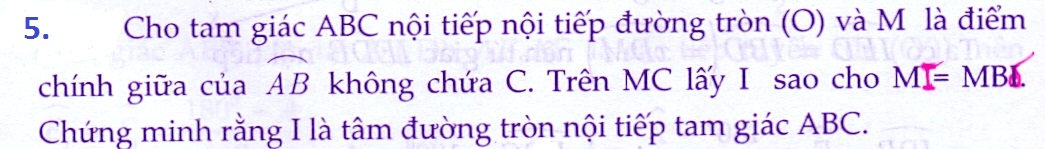 5. Cho tam giác ABC nội tiếp nội tiếp đường tròn (O) và M là điểm
chính giữa của AB không chứa C. Trên MC lấy I sao cho MI= MB.
Chứng minh rằng I là tâm đường tròn nội tiếp tam giác ABC.